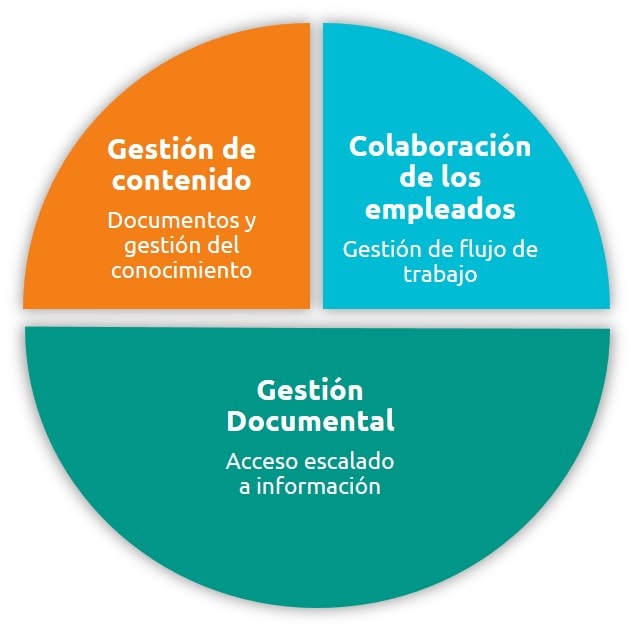 Gestión de
contenido
Documentos y
gestión del
conocimiento
Colaboración
de los
empleados
Gestión de flujo de
trabajo
Gestión
Documental
Acceso escalado
a información